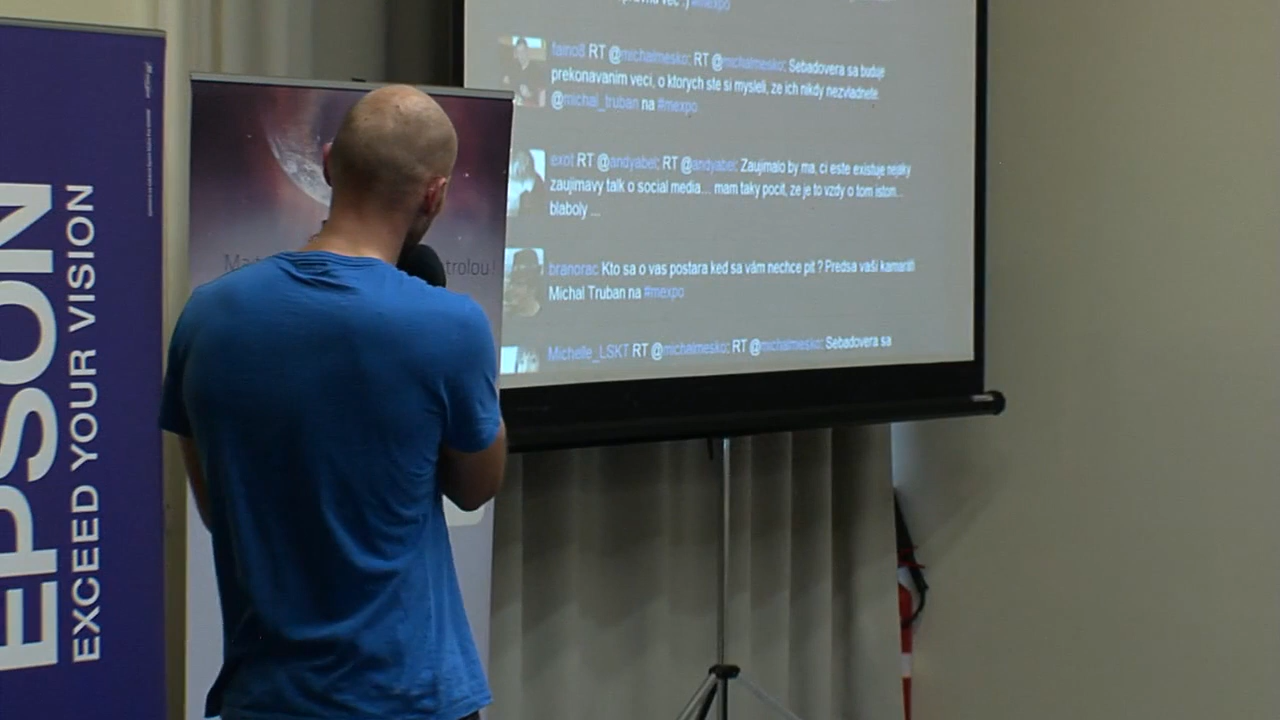 EPSON
EXCEED YOUR VISION
#mexpo
faino8 RT @michalmesko: RT @michalmesko: Sebadovera sa buduje
prekonavanim veci, o ktorych ste si mysleli, ze ich nikdy nezvladnete.
@michal_truban na #mexpo
exot RT @andyabel: RT @andyabel: Zaujimalo by ma, ci este existuje nejaky
zaujimavy talk o social media.... mam taky pocit, ze je to vzdy o tom istom...
blaboly ...
branorac Kto sa o vas postara ked sa vám nechce piť ? Predsa vaši kamaráti
Michal Truban na #mexpo
Michelle_LSKT RT @michalmesko: RT @michalmesko: Sebadovera sa